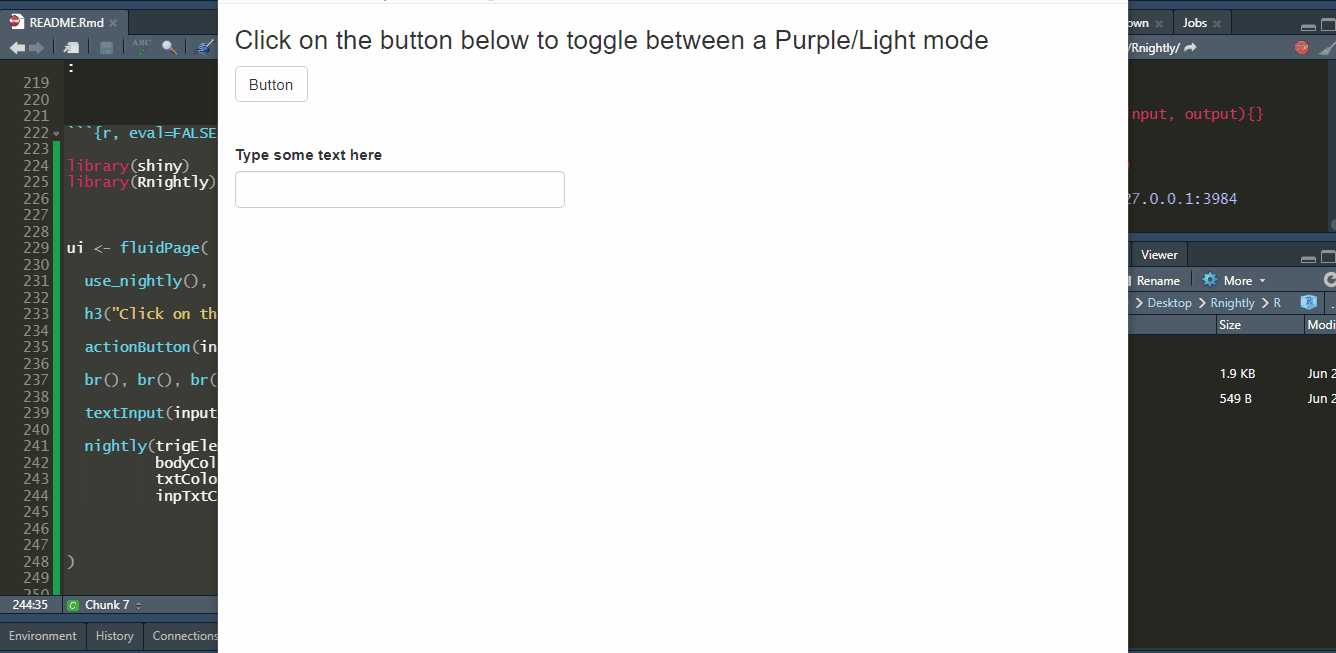 README.Rmd
ABC
:
219
220
221
222 ```{r, eval=FALSE
223
224 library(shiny)
225 library(Rnightly)
226
227
228
229 ui <- fluidPage(
230
231 use_nightly(),
232
233 h3("Click on th
234
235 actionButton(in
236
237 br(), br(), br(
238
239 textInput(input
240
241 nightly(trigEle
242 bodyCol
243 txtColo
244 inpTxtC
245
246
247
248 )
249
250
244:35 C Chunk 7
Environment History Connections
Click on the button below to toggle between a Purple/Light mode
Button
Type some text here
own Jobs
/Rnightly/
nput, output){}
)
27.0.0.1:3984
Viewer
Rename More
Desktop Rnightly R
Size Modi
1.9 KB Jun 2
549 B Jun 2